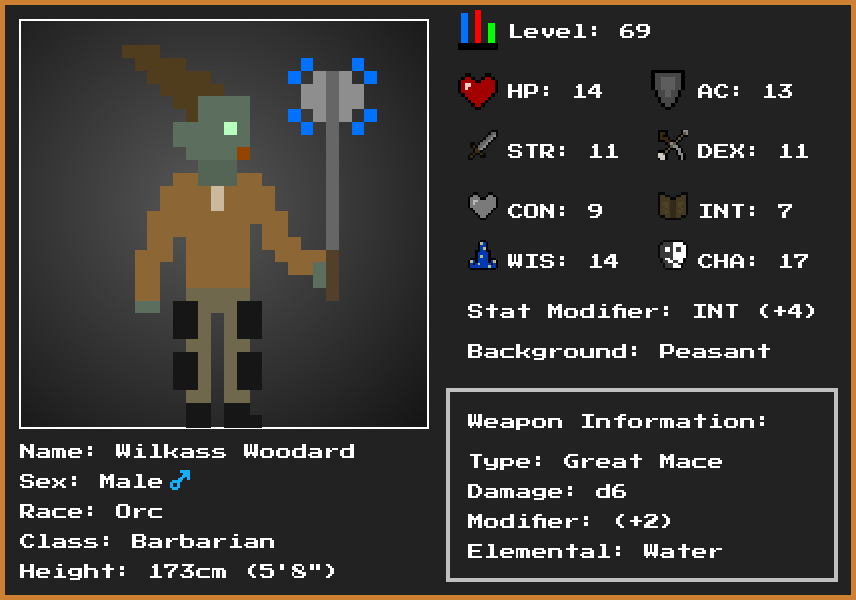 Level: 69
HP: 14
AC: 13
STR: 11
DEX: 11
CON: 9
INT: 7
WIS: 14
CHA: 17
Stat Modifier: INT (+4)
Background: Peasant
Weapon Information:
Type: Great Mace
Damage: d6
Modifier: (+2)
Elemental: Water
Name: Wilkass Woodard
Sex: Male ♂
Race: Orc
Class: Barbarian
Height: 173cm (5'8")